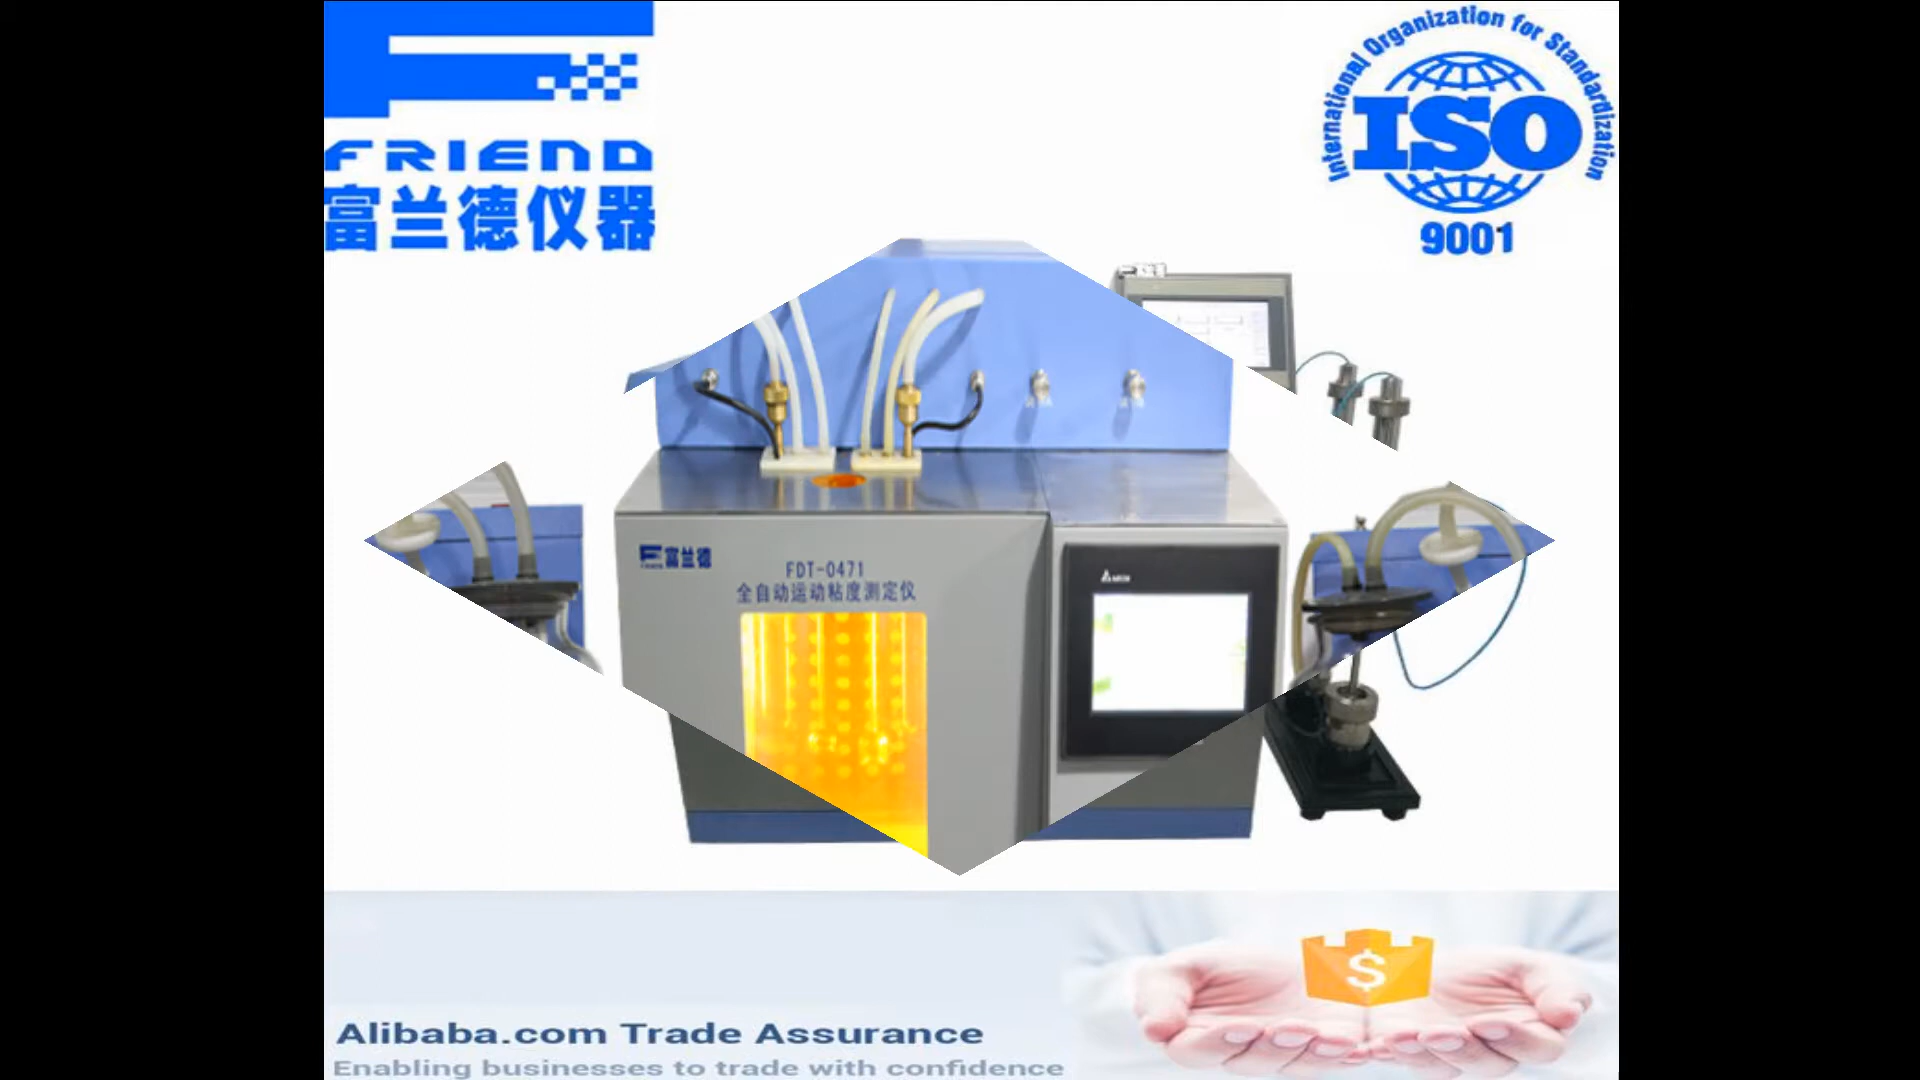 FRIEND
富兰德仪器
International Organization for Standardization
ISO
9001
富兰德
FDT-0471
全自动运动粘度测定仪
$
Alibaba.com Trade Assurance
Enabling businesses to trade with confidence